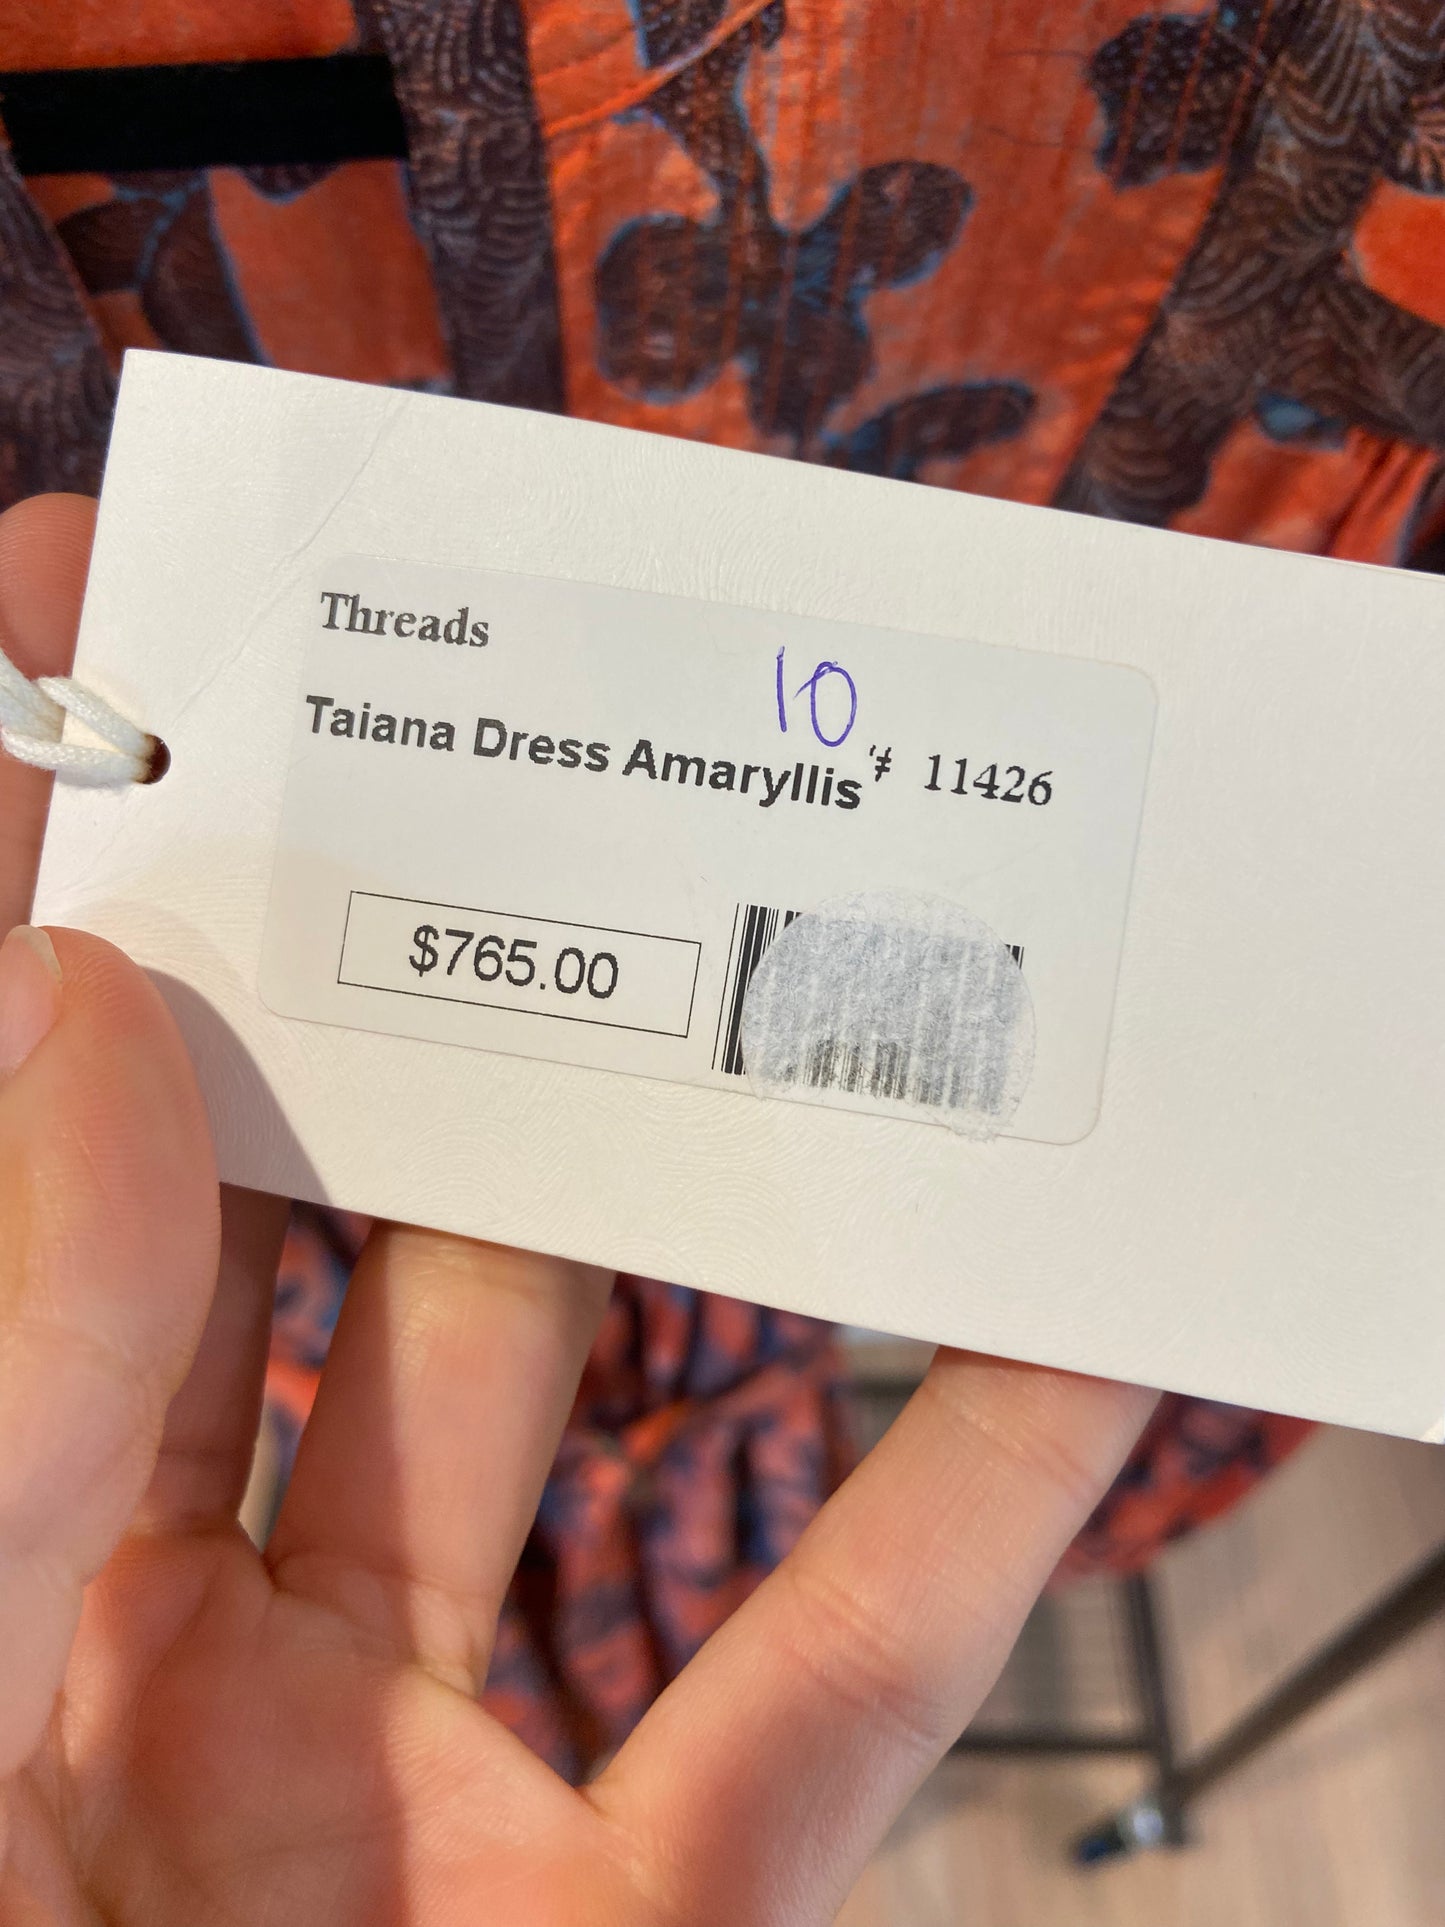 Threads
10
Taiana Dress Amaryllis # 11426
$765.00